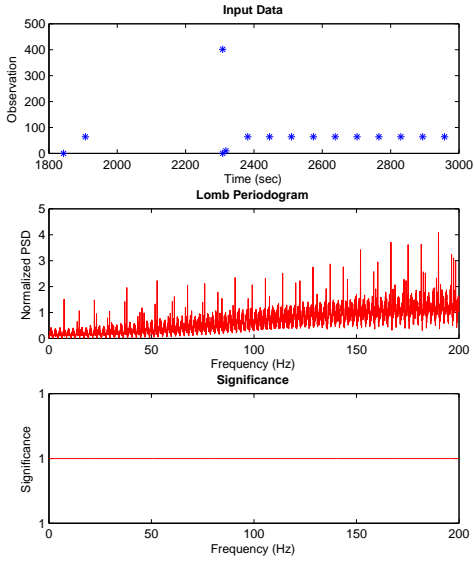 Input Data
Observation
500
400
300
200
100
0
1800 2000 2200 2400 2600 2800 3000
Time (sec)
Lomb Periodogram
Normalized PSD
5
4
3
2
1
0
0 50 100 150 200
Frequency (Hz)
Significance
Significance
1
1
1
0 50 100 150 200
Frequency (Hz)